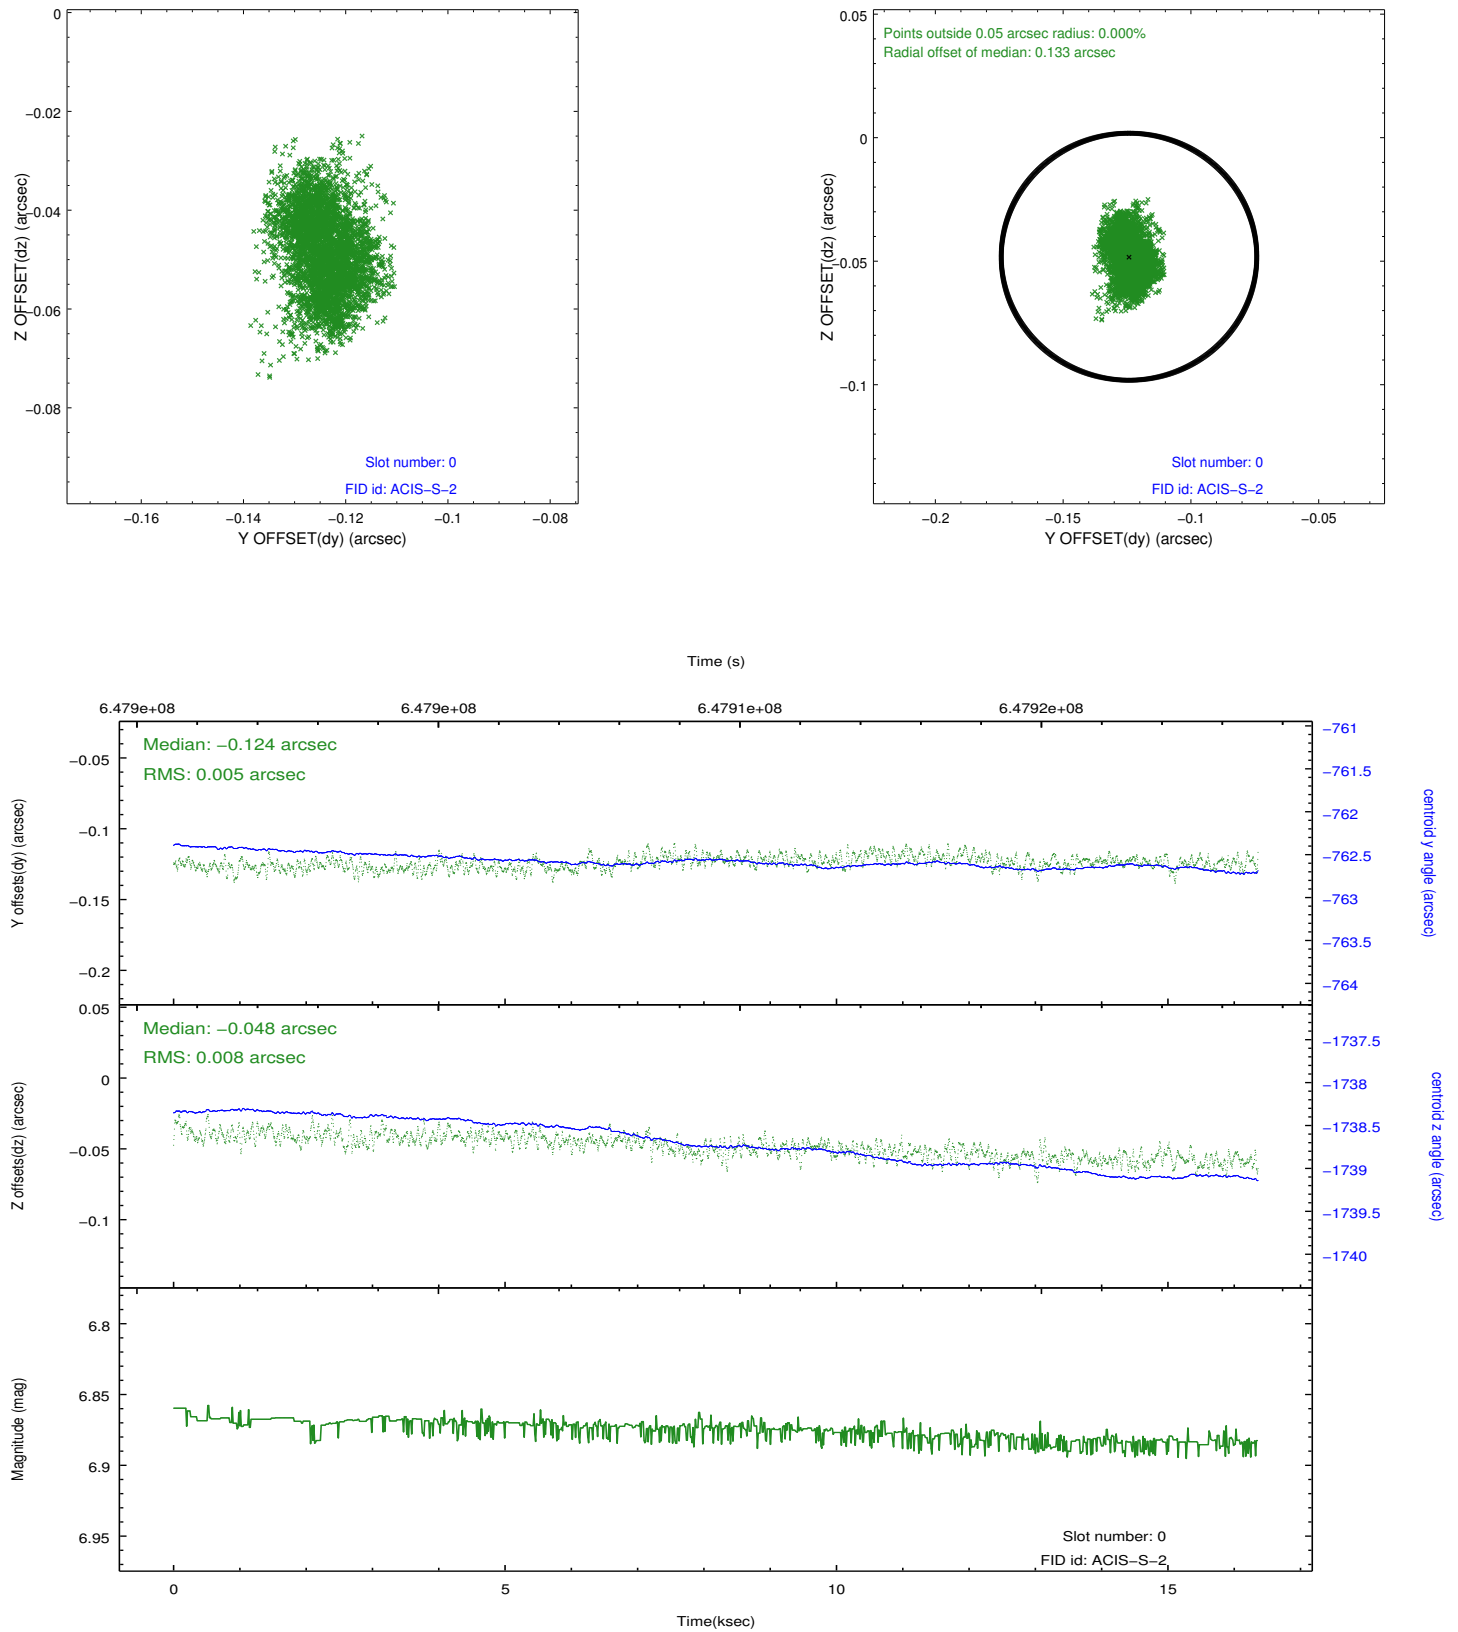 0
−0.02
−0.04
−0.06
−0.08
Z OFFSET(dz) (arcsec)
Slot number: 0
FID id: ACIS−S−2
−0.16
−0.14
−0.12
−0.1
−0.08
Y OFFSET(dy) (arcsec)
0.05
0
−0.05
−0.1
Z OFFSET(dz) (arcsec)
Points outside 0.05 arcsec radius: 0.000%
Radial offset of median: 0.133 arcsec
Slot number: 0
FID id: ACIS−S−2
−0.2
−0.15
−0.1
−0.05
Y OFFSET(dy) (arcsec)
Time (s)
6.479e+08
6.479e+08
6.4791e+08
6.4792e+08
Median: −0.124 arcsec
RMS: 0.005 arcsec
−0.05
−0.1
−0.15
−0.2
Y offsets(dy) (arcsec)
−761
−761.5
−762
−762.5
−763
−763.5
−764
centroid y angle (arcsec)
Median: −0.048 arcsec
RMS: 0.008 arcsec
0.05
0
−0.05
−0.1
Z offsets(dz) (arcsec)
−1737.5
−1738
−1738.5
−1739
−1739.5
−1740
centroid z angle (arcsec)
6.8
6.85
6.9
6.95
Magnitude (mag)
Slot number: 0
FID id: ACIS−S−2
0
5
10
15
Time(ksec)